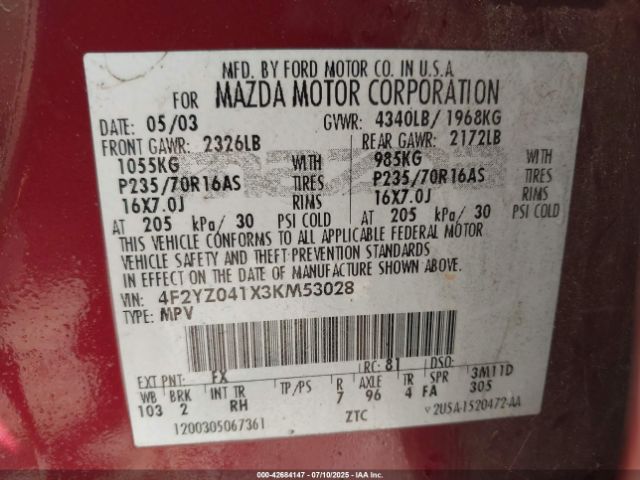 MFD. BY FORD MOTOR CO. IN U.S.A
FOR MAZDA MOTOR CORPORATION
DATE: 05/03 GVWR: 4340LB/ 1968KG
FRONT GAWR: 2326LB REAR GAWR: 2172LB
1055KG WITH 985KG WITH
P235/70R16AS TIRES P235/70R16AS TIRES
16X7.0J RIMS 16X7.0J RIMS
AT 205 kPa/ 30 PSI COLD AT 205 kPa/ 30 PSI COLD
THIS VEHICLE CONFORMS TO ALL APPLICABLE FEDERAL MOTOR
VEHICLE SAFETY AND THEFT PREVENTION STANDARDS
IN EFFECT ON THE DATE OF MANUFACTURE SHOWN ABOVE.
VIN: 4F2YZ041X3KM53028
TYPE: MPV
EXT PNT: FX RC: 81 DSO:
WB BRK INT TR TP/PS R AXLE TR SPR 3M11D
103 2 RH 7 96 4 FA 305
1200305067361 ZTC V 2U5A-1520472-AA
000-42684147 07/10/2025 IAAI.com